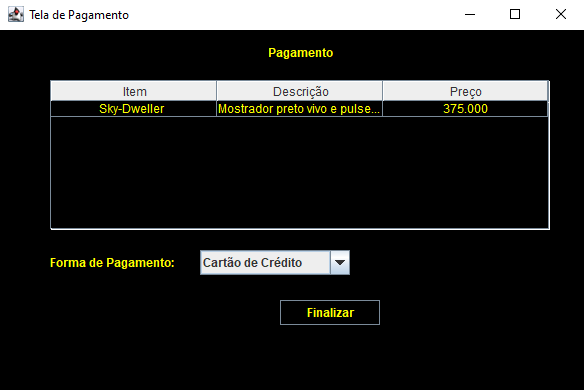 Tela de Pagamento
Pagamento
Item Descrição Preço
Sky-Dweller Mostrador preto vivo e pulse... 375.000
Forma de Pagamento: Cartão de Crédito
Finalizar